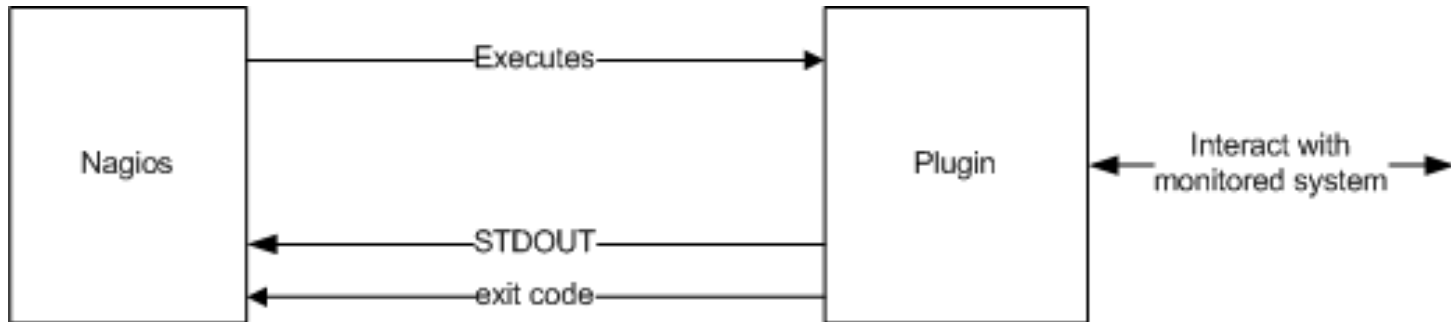 Executes
Nagios
Plugin
Interact with
monitored system
STDOUT
exit code